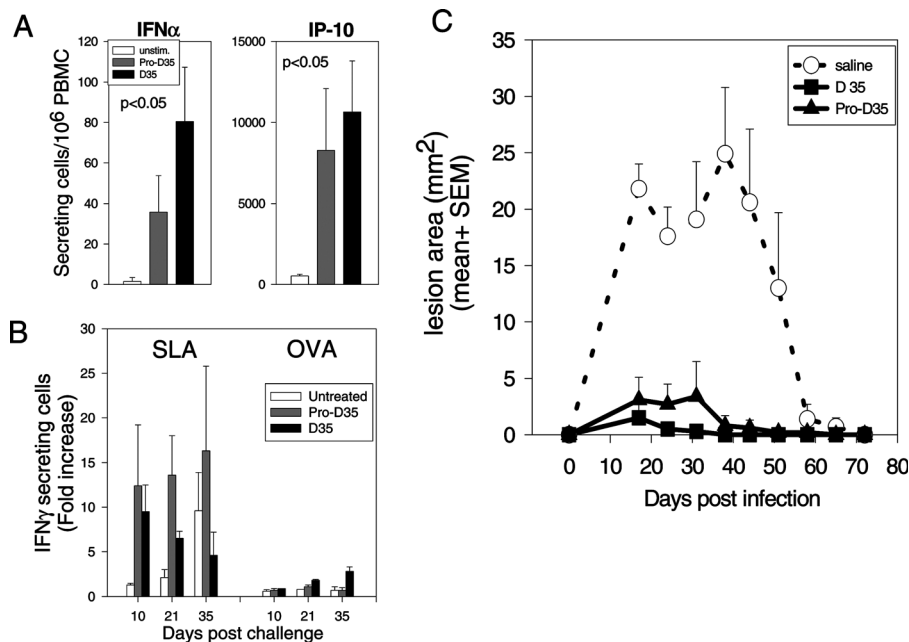 A
IFNα
IP-10
Secreting cells/10⁶ PBMC
120
100
80
60
40
20
0
unstim.
Pro-D35
D35
p<0.05
15000
10000
5000
0
p<0.05
B
IFNγ secreting cells
(Fold increase)
30
25
20
15
10
5
0
SLA
OVA
Untreated
Pro-D35
D35
10 21 35 10 21 35
Days post challenge
C
lesion area (mm²)
(mean+ SEM)
35
30
25
20
15
10
5
0
saline
D 35
Pro-D35
0 10 20 30 40 50 60 70 80
Days post infection